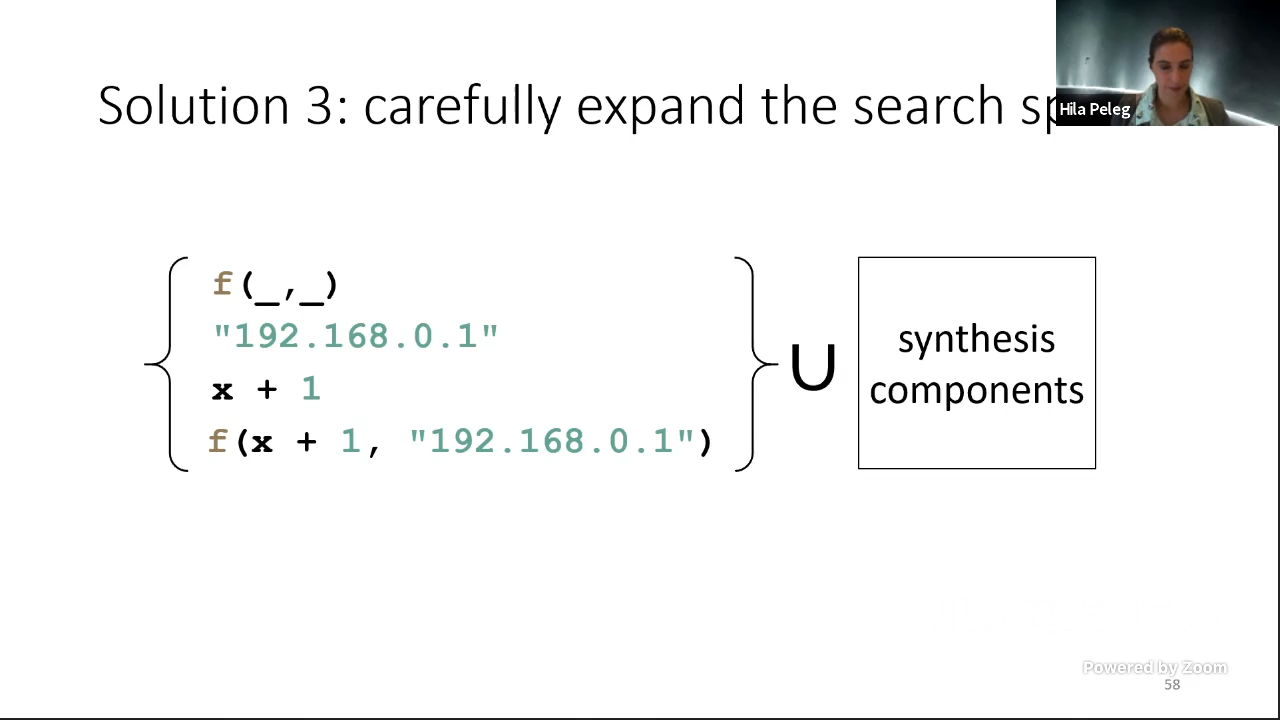 Solution 3: carefully expand the search sp
Hila Peleg
f(_,_)
"192.168.0.1"
x + 1
f(x + 1, "192.168.0.1")
∪
synthesis
components
Powered by Zoom
58